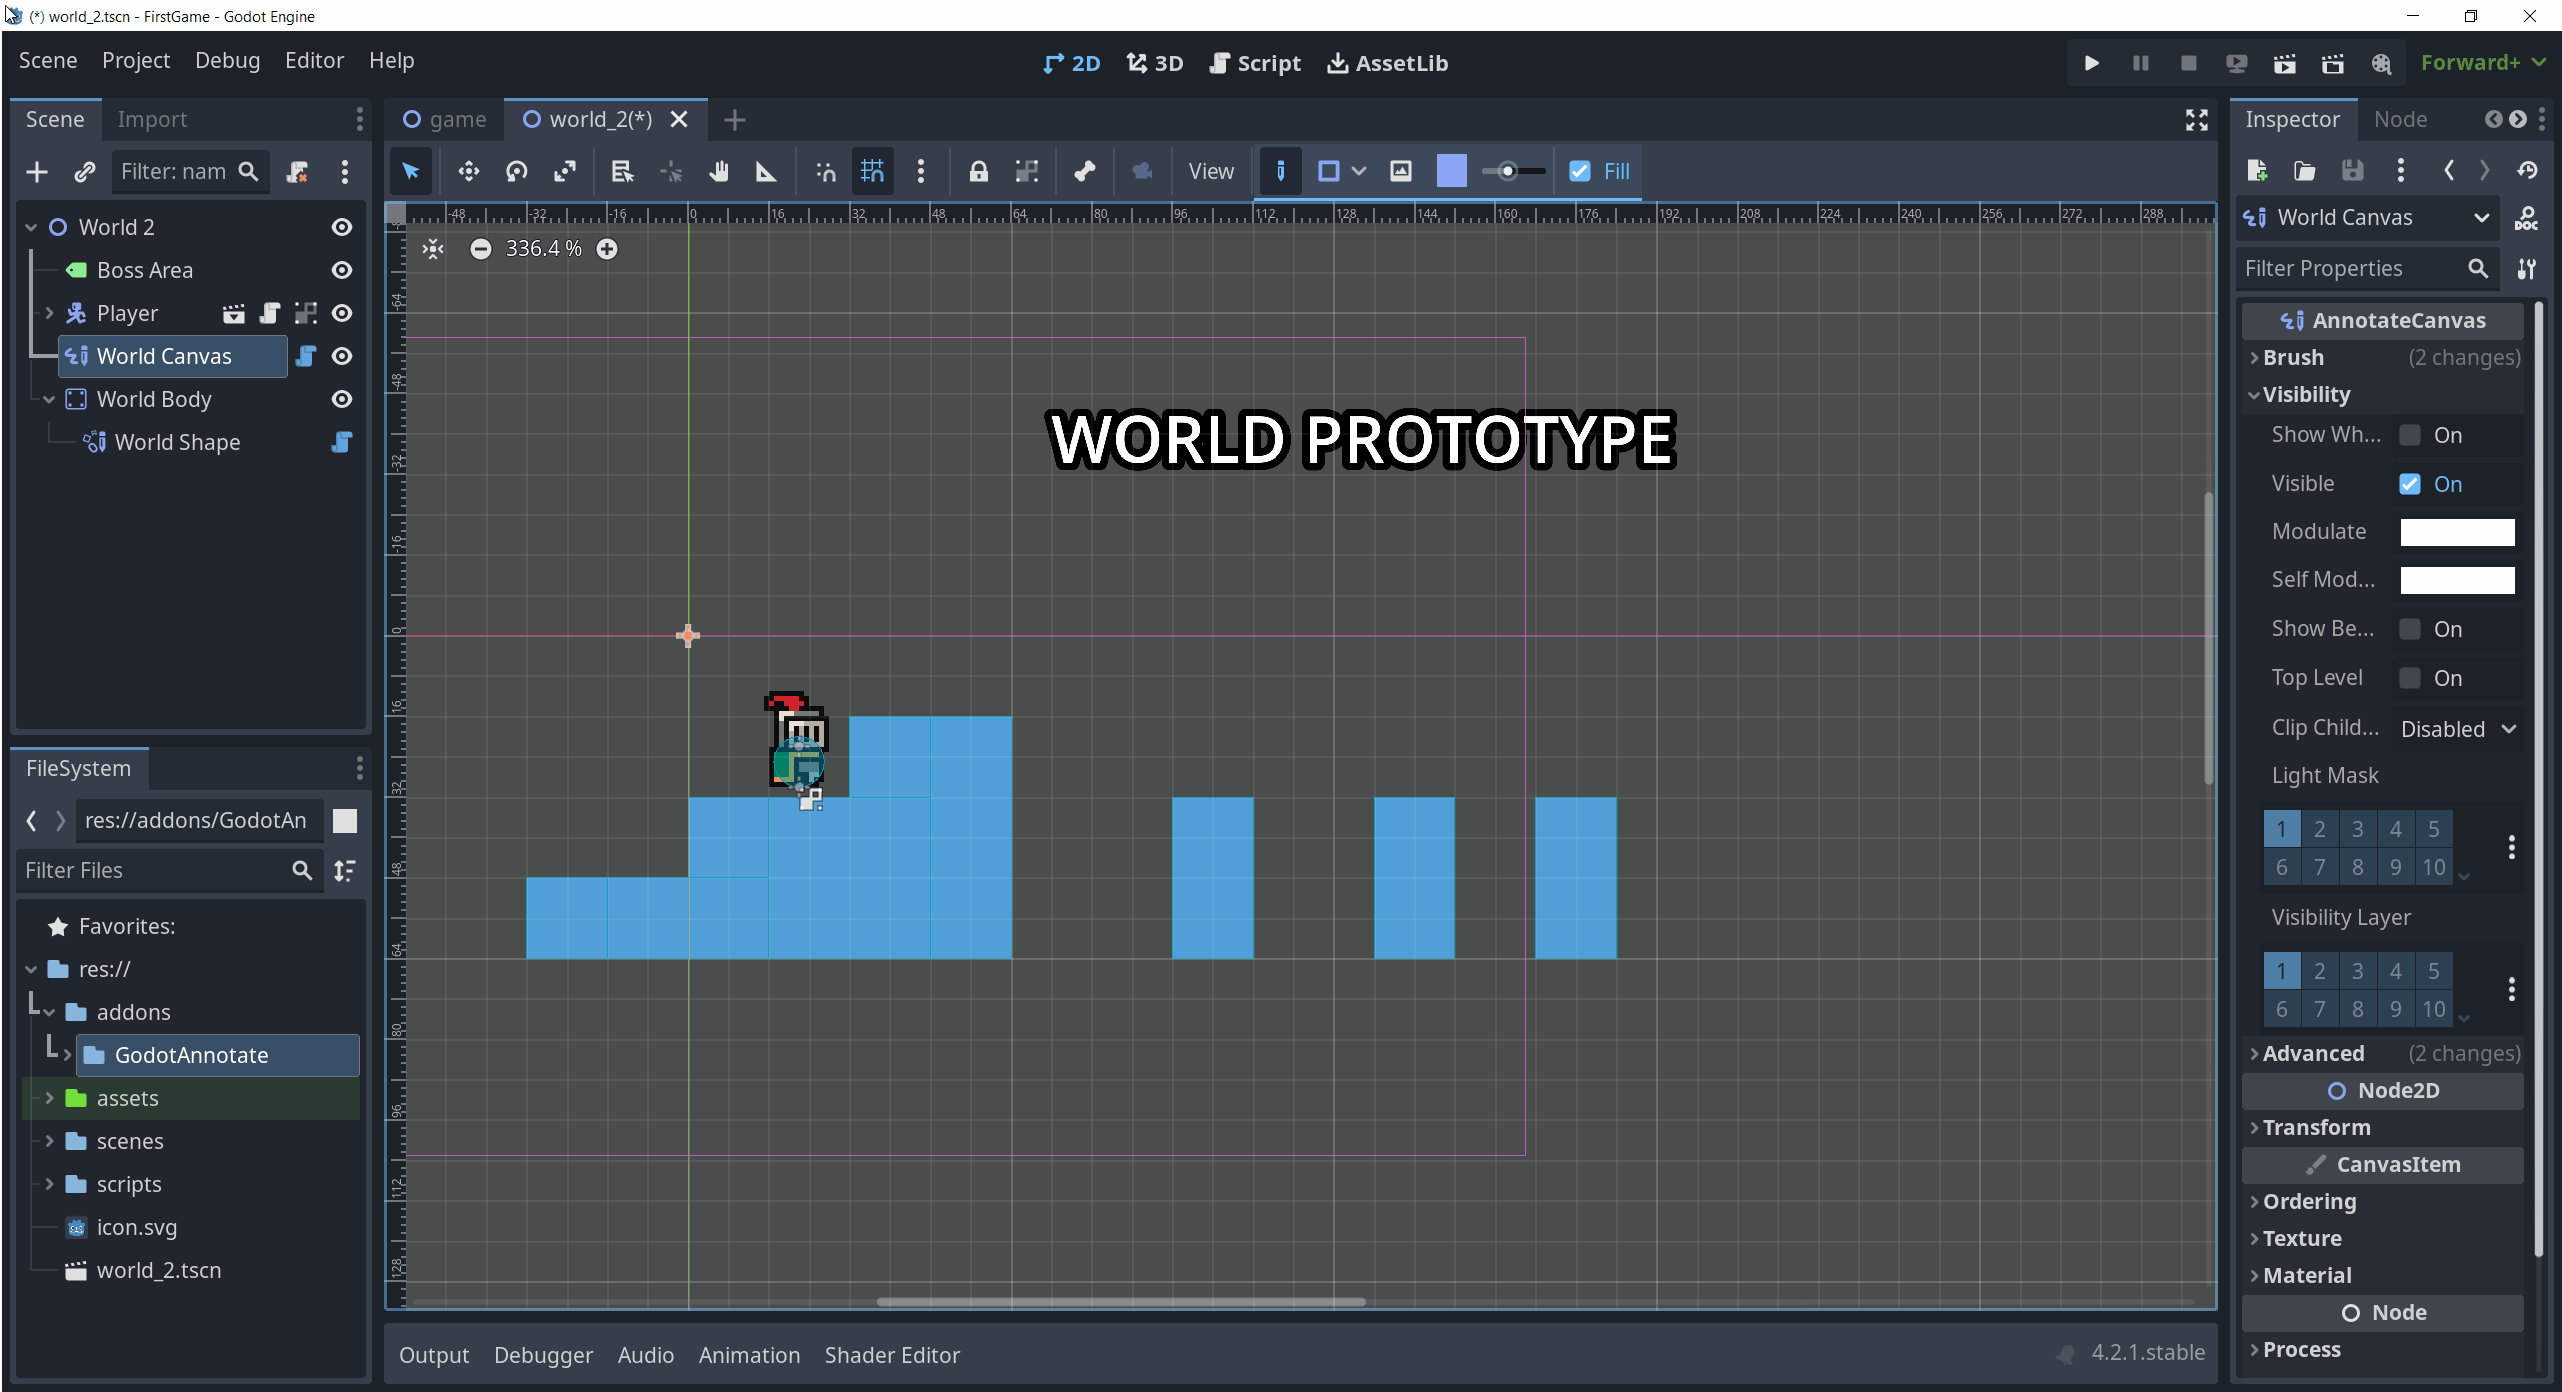 (*) world_2.tscn - FirstGame - Godot Engine
Scene Project Debug Editor Help
2D 3D Script AssetLib
Forward+
Scene Import
game world_2(*)
Inspector Node
Filter: nam
View
Fill
World Canvas
Filter Properties
World 2
Boss Area
Player
World Canvas
World Body
World Shape
-48 -32 -16 0 16 32 48 64 80 96 112 128 144 160 176 192 208 224 240 256 272 288
336.4 %
-64
-48
-32
-16
0
16
32
48
64
80
96
112
128
WORLD PROTOTYPE
AnnotateCanvas
Brush (2 changes)
Visibility
Show Wh... On
Visible On
Modulate
Self Mod...
Show Be... On
Top Level On
Clip Child... Disabled
Light Mask
1 2 3 4 5
6 7 8 9 10
Visibility Layer
1 2 3 4 5
6 7 8 9 10
Advanced (2 changes)
Node2D
Transform
CanvasItem
Ordering
Texture
Material
Node
Process
FileSystem
res://addons/GodotAn
Filter Files
Favorites:
res://
addons
GodotAnnotate
assets
scenes
scripts
icon.svg
world_2.tscn
Output Debugger Audio Animation Shader Editor
4.2.1.stable
DOC